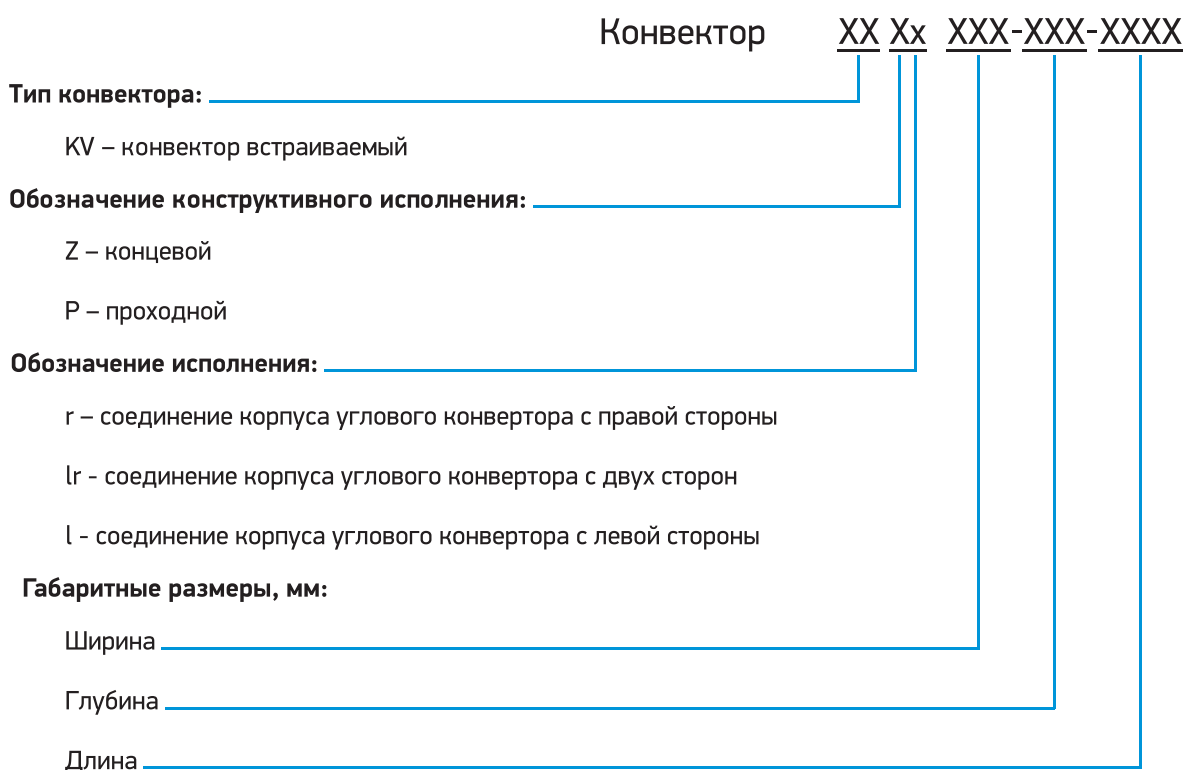 Конвектор XX Xx XXX-XXX-XXXX
Тип конвектора:
KV – конвектор встраиваемый
Обозначение конструктивного исполнения:
Z – концевой
P – проходной
Обозначение исполнения:
r – соединение корпуса углового конвертора с правой стороны
lr - соединение корпуса углового конвертора с двух сторон
l - соединение корпуса углового конвертора с левой стороны
Габаритные размеры, мм:
Ширина
Глубина
Длина